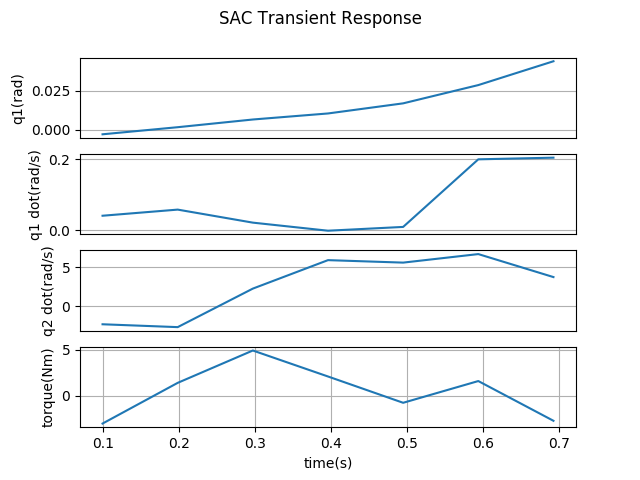 SAC Transient Response
q1(rad)
0.025
0.000
q1 dot(rad/s)
0.2
0.0
q2 dot(rad/s)
5
0
torque(Nm)
5
0
0.1 0.2 0.3 0.4 0.5 0.6 0.7
time(s)